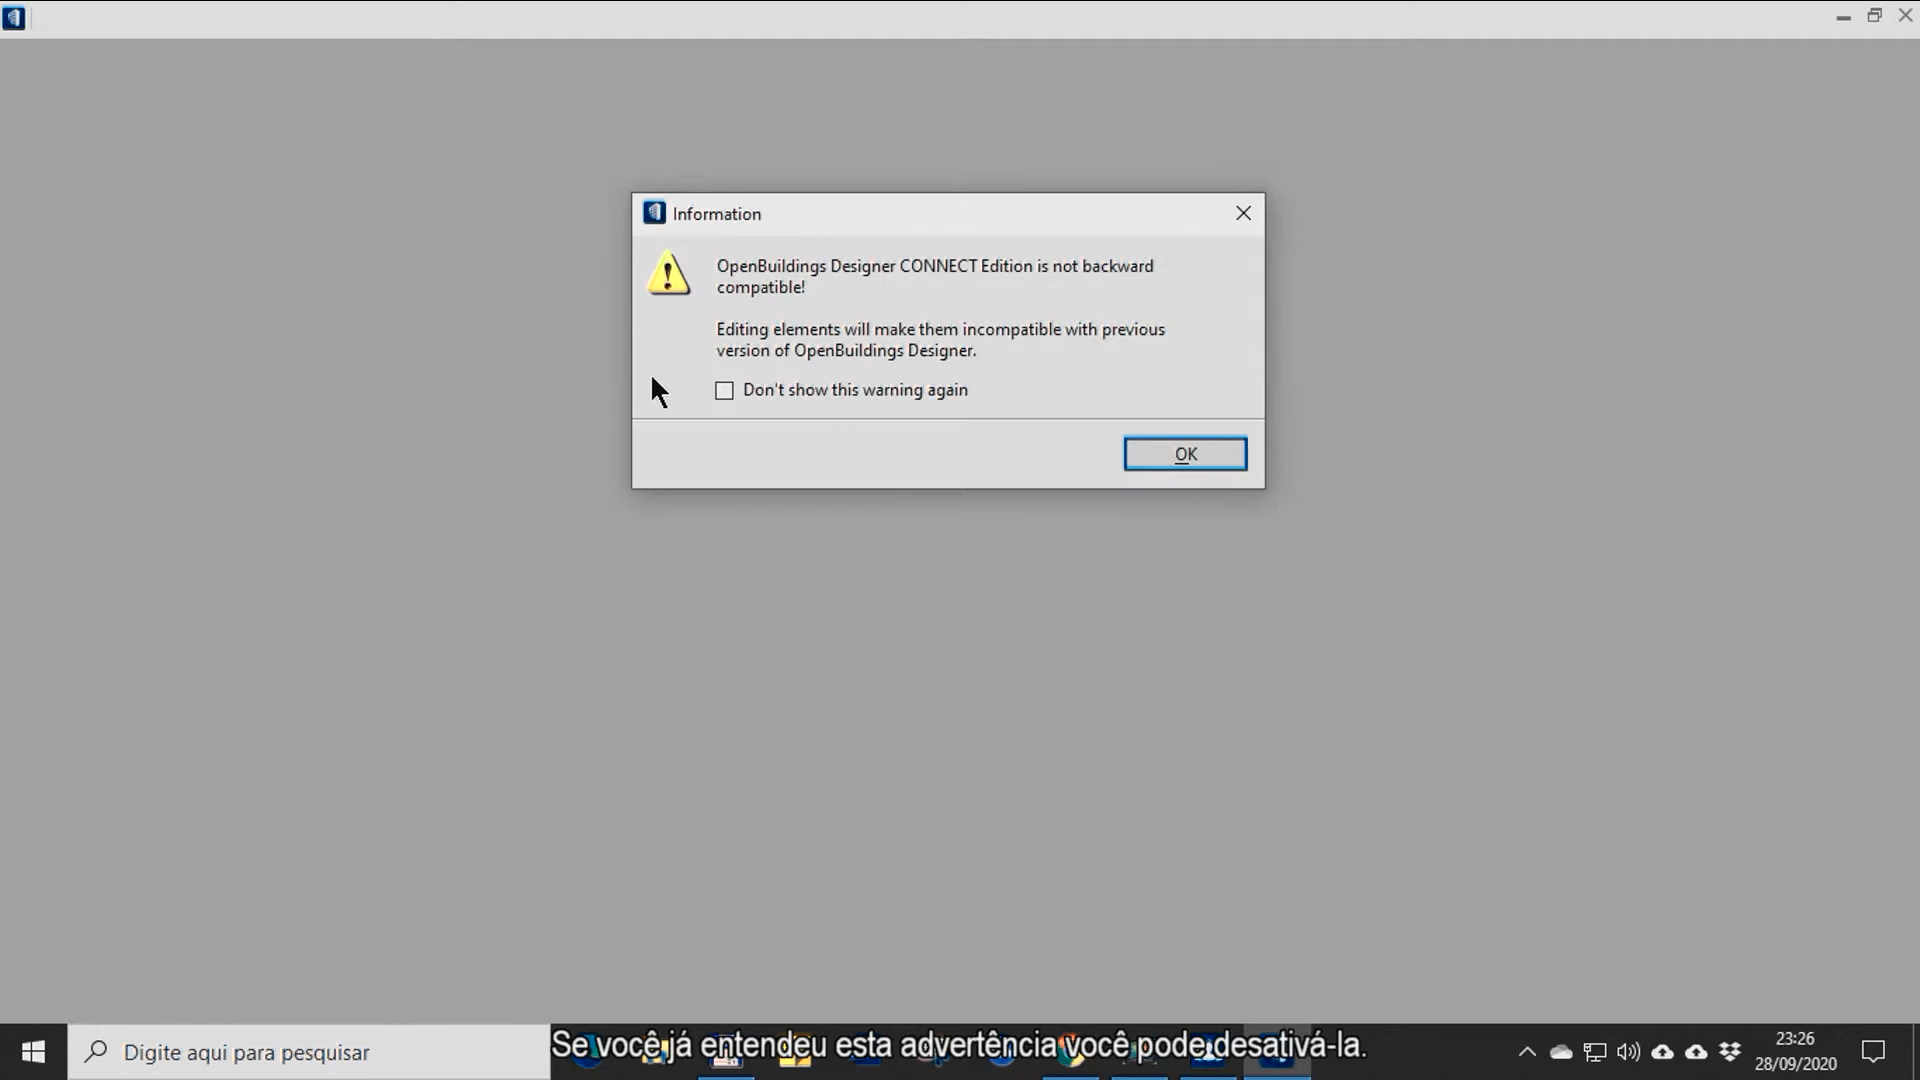 Information
OpenBuildings Designer CONNECT Edition is not backward
compatible!
Editing elements will make them incompatible with previous
version of OpenBuildings Designer.
Don't show this warning again
OK
Se você já entendeu esta advertência você pode desativá-la.
Digite aqui para pesquisar
23:26
28/09/2020